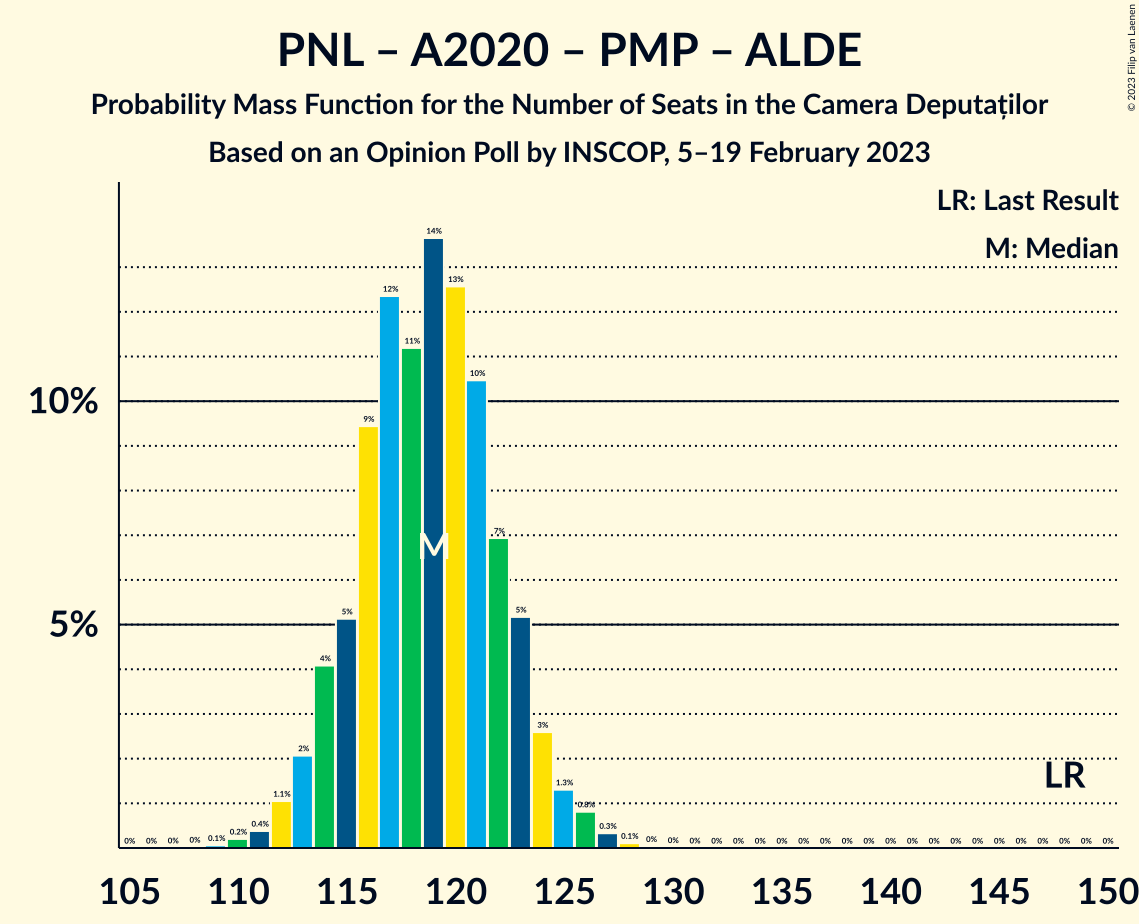 PNL – A2020 – PMP – ALDE
Probability Mass Function for the Number of Seats in the Camera Deputaților
Based on an Opinion Poll by INSCOP, 5–19 February 2023
© 2023 Filip van Laenen
LR: Last Result
M: Median
10%
5%
0% 0% 0% 0% 0.1% 0.2% 0.4% 1.1% 2% 4% 5% 9% 12% 11% 14% 13% 10% 7% 5% 3% 1.3% 0.8% 0.3% 0.1% 0% 0% 0% 0% 0% 0% 0% 0% 0% 0% 0% 0% 0% 0% 0% 0% 0% 0% 0% 0% 0% 0%
M
LR
105 110 115 120 125 130 135 140 145 150